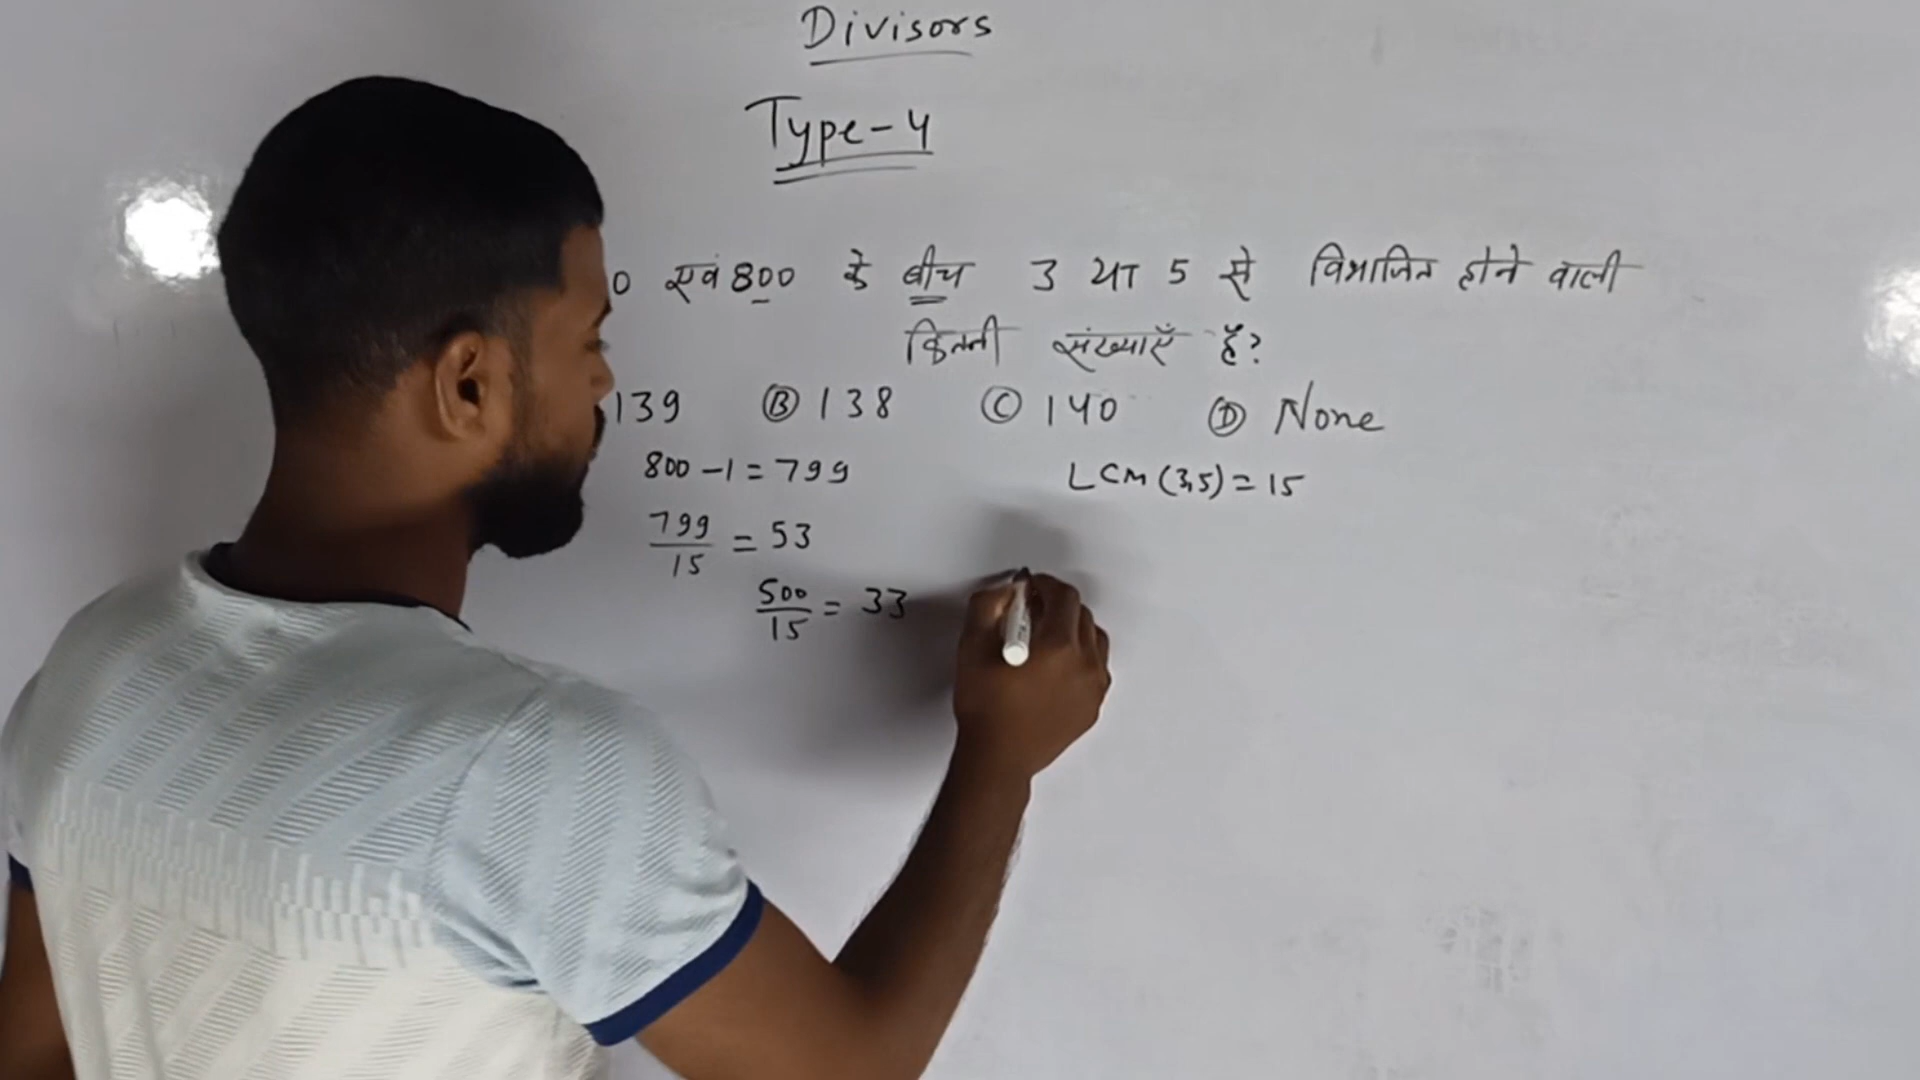 Divisors
Type-4
0 एवं 800 के बीच 3 या 5 से विभाजित होने वाली
कितनी संख्याएँ हैं?
139 Ⓑ 138 Ⓒ 140 Ⓓ None
800 - 1 = 799 LCM (3,5) = 15
799/15 = 53
500/15 = 33